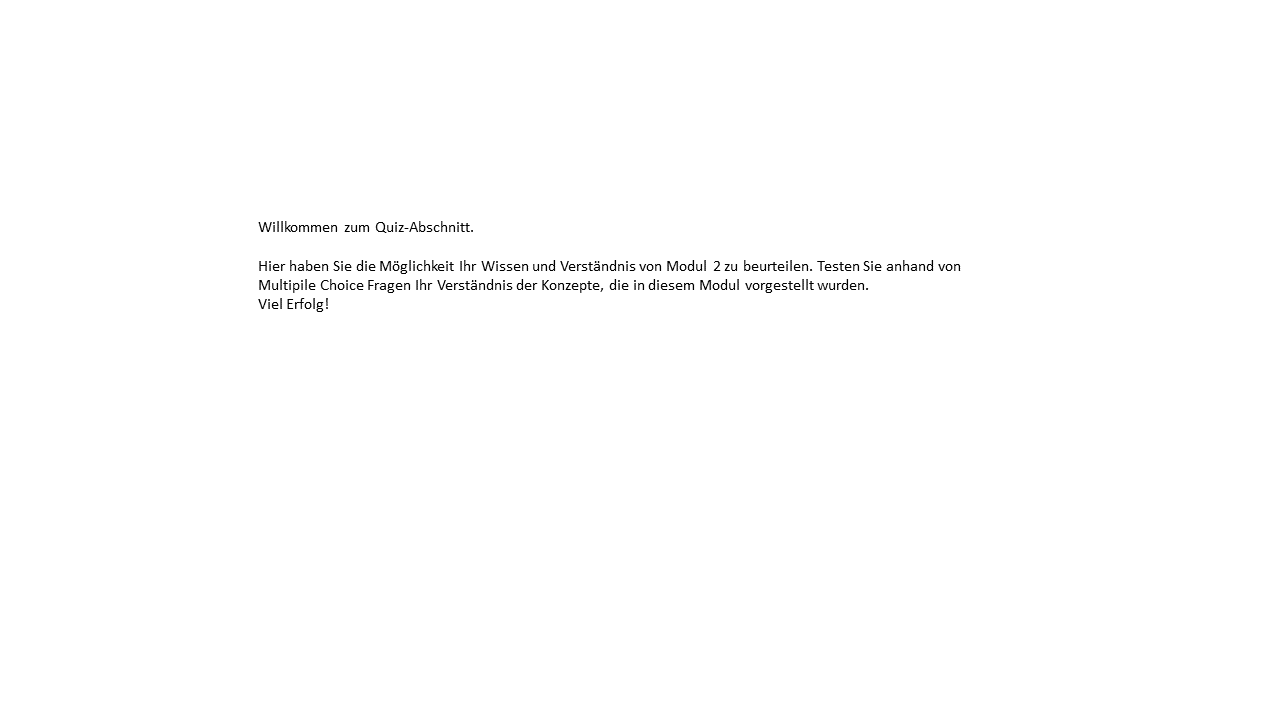 Willkommen zum Quiz-Abschnitt.
Hier haben Sie die Möglichkeit Ihr Wissen und Verständnis von Modul 2 zu beurteilen. Testen Sie anhand von
Multipile Choice Fragen Ihr Verständnis der Konzepte, die in diesem Modul vorgestellt wurden.
Viel Erfolg!